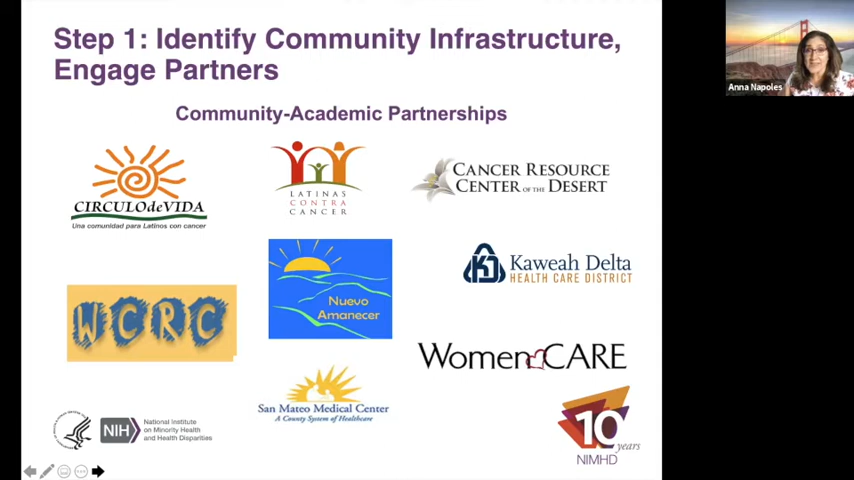 Step 1: Identify Community Infrastructure,
Engage Partners
Community-Academic Partnerships
CIRCULOdeVIDA
Una comunidad para Latinos con cancer
LATINAS
CONTRA
CANCER
CANCER RESOURCE
CENTER OF THE DESERT
WCRC
Nuevo
Amanecer
KD
Kaweah Delta
HEALTH CARE DISTRICT
WomenCARE
San Mateo Medical Center
A County System of Healthcare
NIH
National Institute
on Minority Health
and Health Disparities
10 years
NIMHD
Anna Napoles